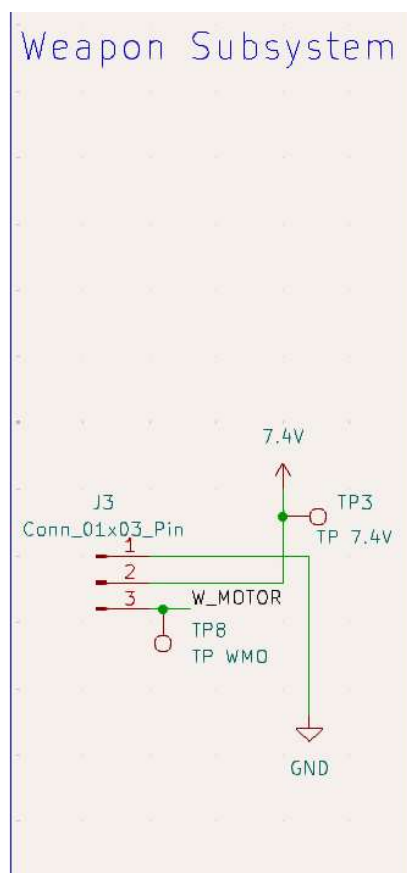 Weapon Subsystem
7.4V
J3
Conn_01x03_Pin
TP3
TP 7.4V
1
2
3
W_MOTOR
TP8
TP WMO
GND